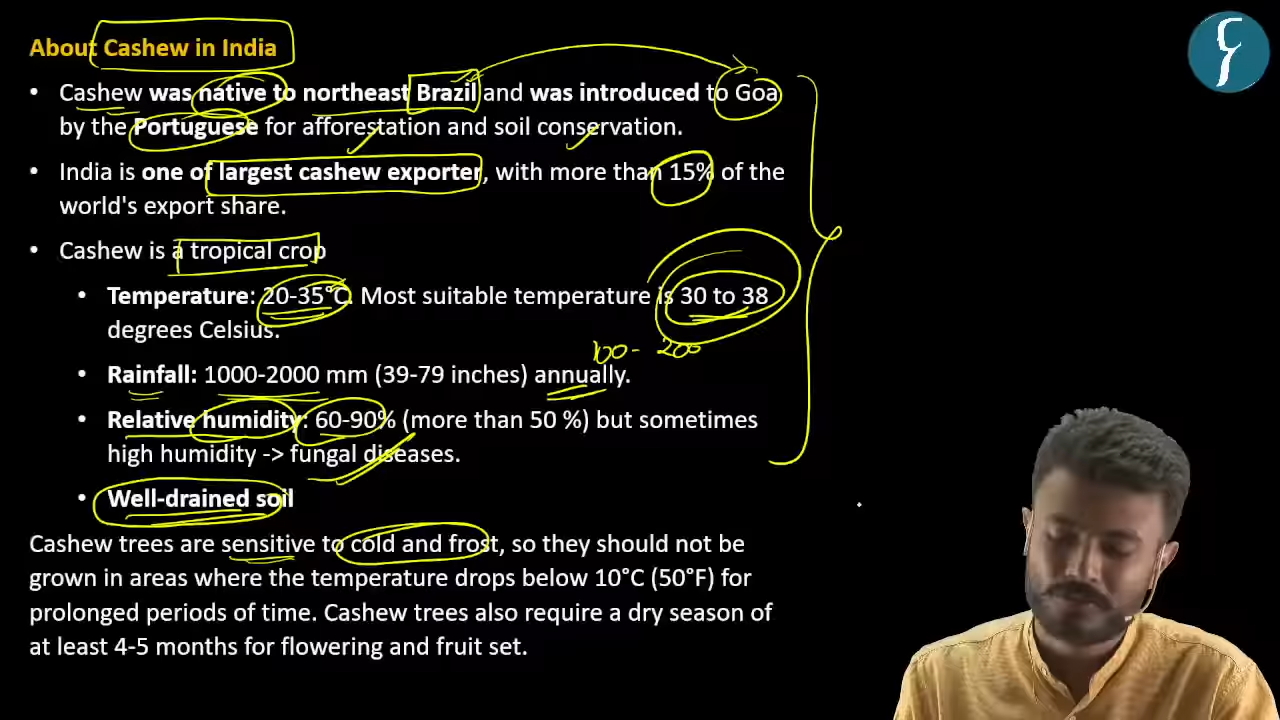 About Cashew in India
• Cashew was native to northeast Brazil and was introduced to Goa
by the Portuguese for afforestation and soil conservation.
• India is one of largest cashew exporter, with more than 15% of the
world's export share.
• Cashew is a tropical crop
• Temperature: 20-35°C. Most suitable temperature is 30 to 38
degrees Celsius.
100- 200
• Rainfall: 1000-2000 mm (39-79 inches) annually.
• Relative humidity: 60-90% (more than 50 %) but sometimes
high humidity -> fungal diseases.
• Well-drained soil
Cashew trees are sensitive to cold and frost, so they should not be
grown in areas where the temperature drops below 10°C (50°F) for
prolonged periods of time. Cashew trees also require a dry season of
at least 4-5 months for flowering and fruit set.